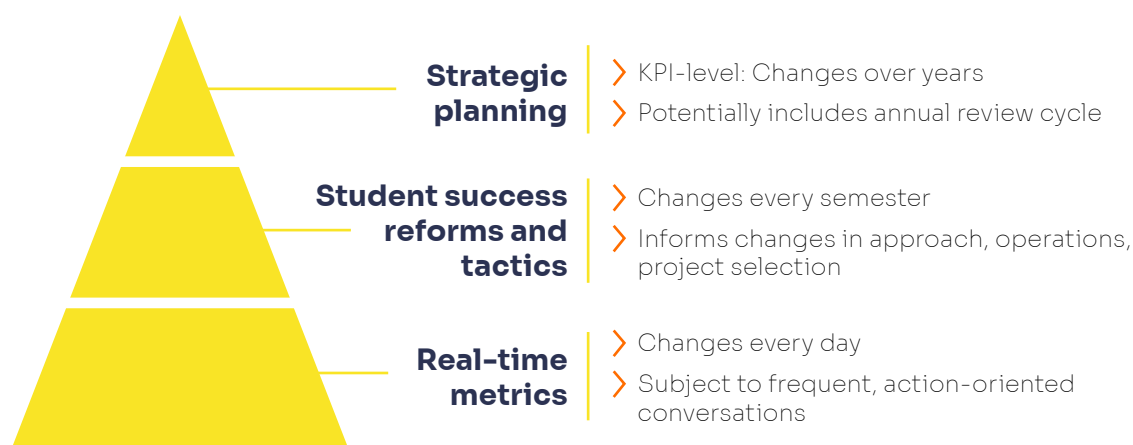 Strategic
planning
KPI-level: Changes over years
Potentially includes annual review cycle
Student success
reforms and
tactics
Changes every semester
Informs changes in approach, operations,
project selection
Real-time
metrics
Changes every day
Subject to frequent, action-oriented
conversations